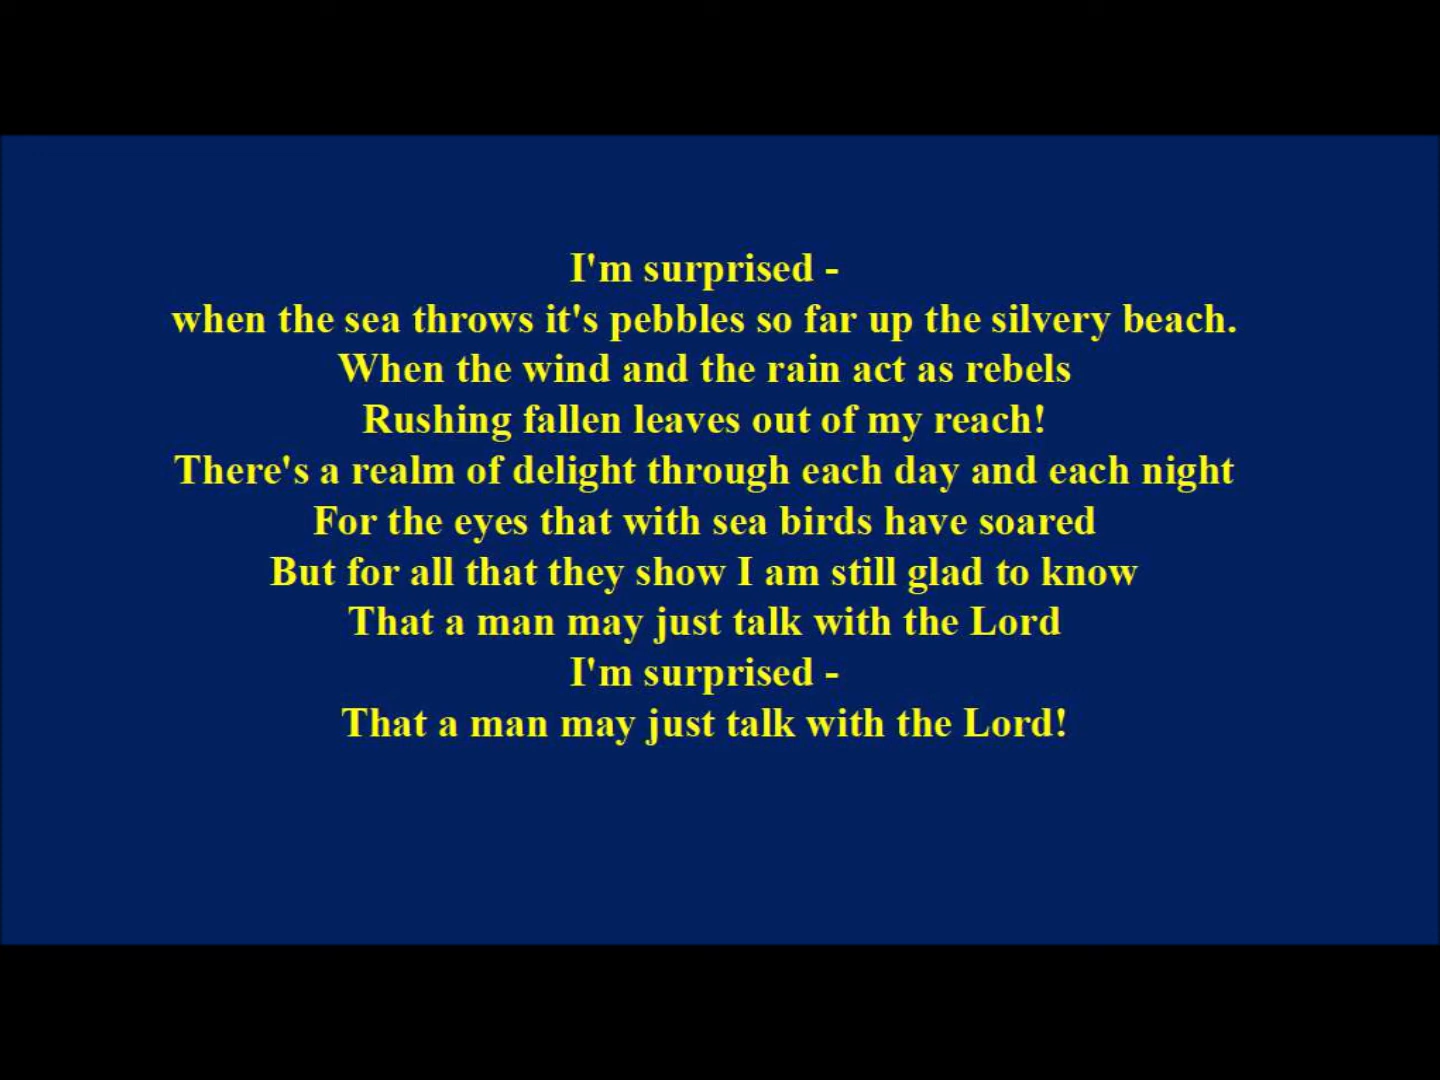 I'm surprised -
when the sea throws it's pebbles so far up the silvery beach.
When the wind and the rain act as rebels
Rushing fallen leaves out of my reach!
There's a realm of delight through each day and each night
For the eyes that with sea birds have soared
But for all that they show I am still glad to know
That a man may just talk with the Lord
I'm surprised -
That a man may just talk with the Lord!